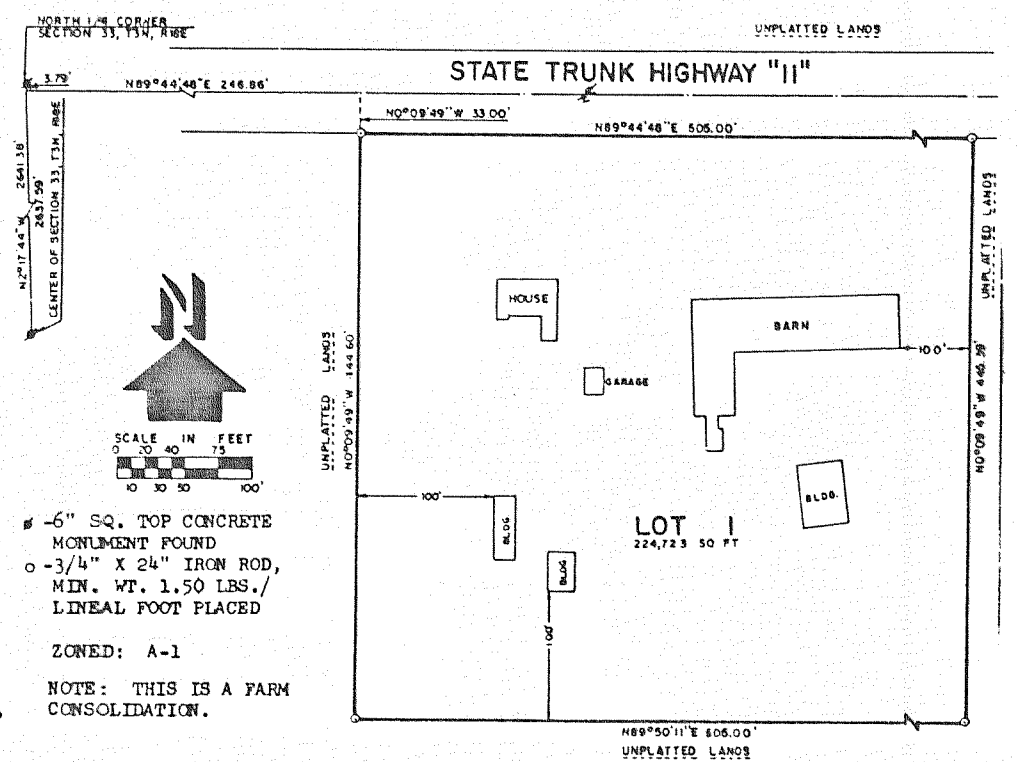 NORTH 1/4 CORNER
SECTION 33, T3N, R18E
UNPLATTED LANDS
STATE TRUNK HIGHWAY "11"
3.79'
N89°44'48"E 246.86'
N0°09'49"W 33.00'
N89°44'48"E 505.00'
N2°17'44"W
2641.38'
2637.59'
CENTER OF SECTION 33, T3N, R18E
UNPLATTED LANDS
HOUSE
BARN
100'
GARAGE
UNPLATTED LANDS
N0°09'49"W 444.60'
N0°09'49"W 445.39'
SCALE IN FEET
0 20 40 75
10 30 50 100'
100'
BLDG
BLDG.
LOT 1
224,723 SQ FT
BLDG
100'
-6" SQ. TOP CONCRETE
MONUMENT FOUND
-3/4" X 24" IRON ROD,
MIN. WT. 1.50 LBS./
LINEAL FOOT PLACED
ZONED: A-1
NOTE: THIS IS A FARM
CONSOLIDATION.
N89°50'11"E 505.00'
UNPLATTED LANDS